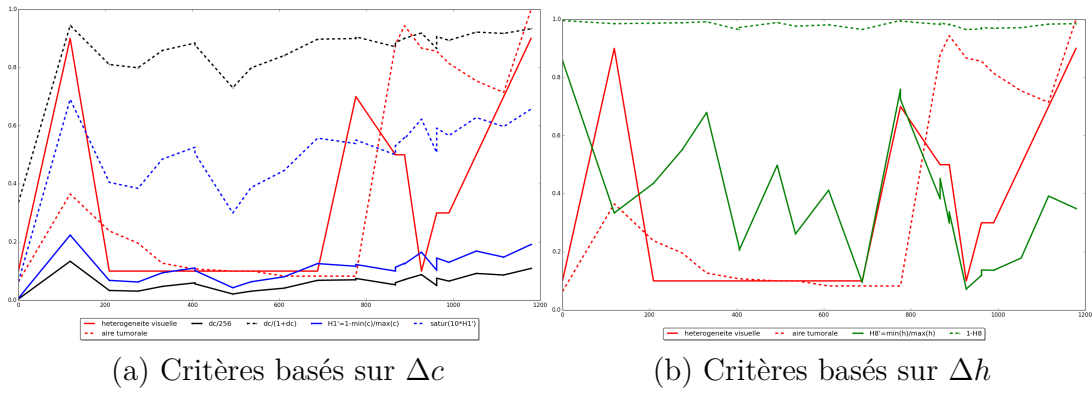 1.0
0.8
0.6
0.4
0.2
0.0
0 200 400 600 800 1000 1200
heterogeneite visuelle dc/256 dc/(1+dc) H1'=1-min(c)/max(c) satur(10*H1')
aire tumorale
(a) Critères basés sur Δc
1.0
0.8
0.6
0.4
0.2
0.0
0 200 400 600 800 1000 1200
heterogeneite visuelle aire tumorale H8'=min(h)/max(h) 1-H8
(b) Critères basés sur Δh